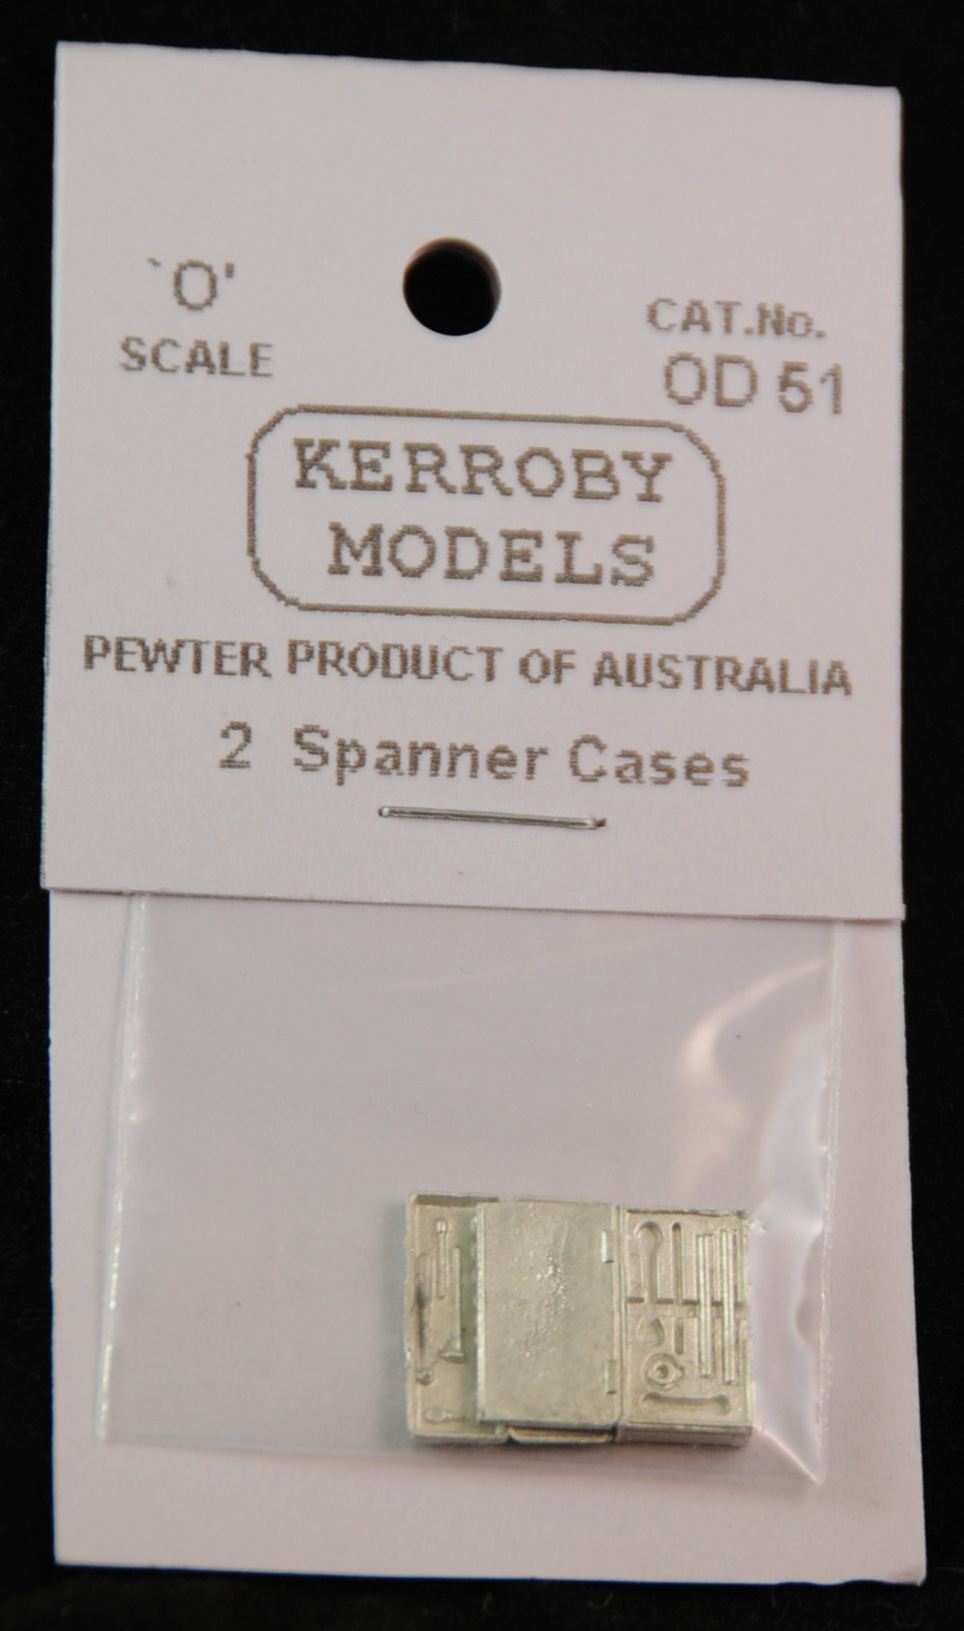 `O'
SCALE
CAT.No.
OD 51
KERROBY
MODELS
PEWTER PRODUCT OF AUSTRALIA
2 Spanner Cases